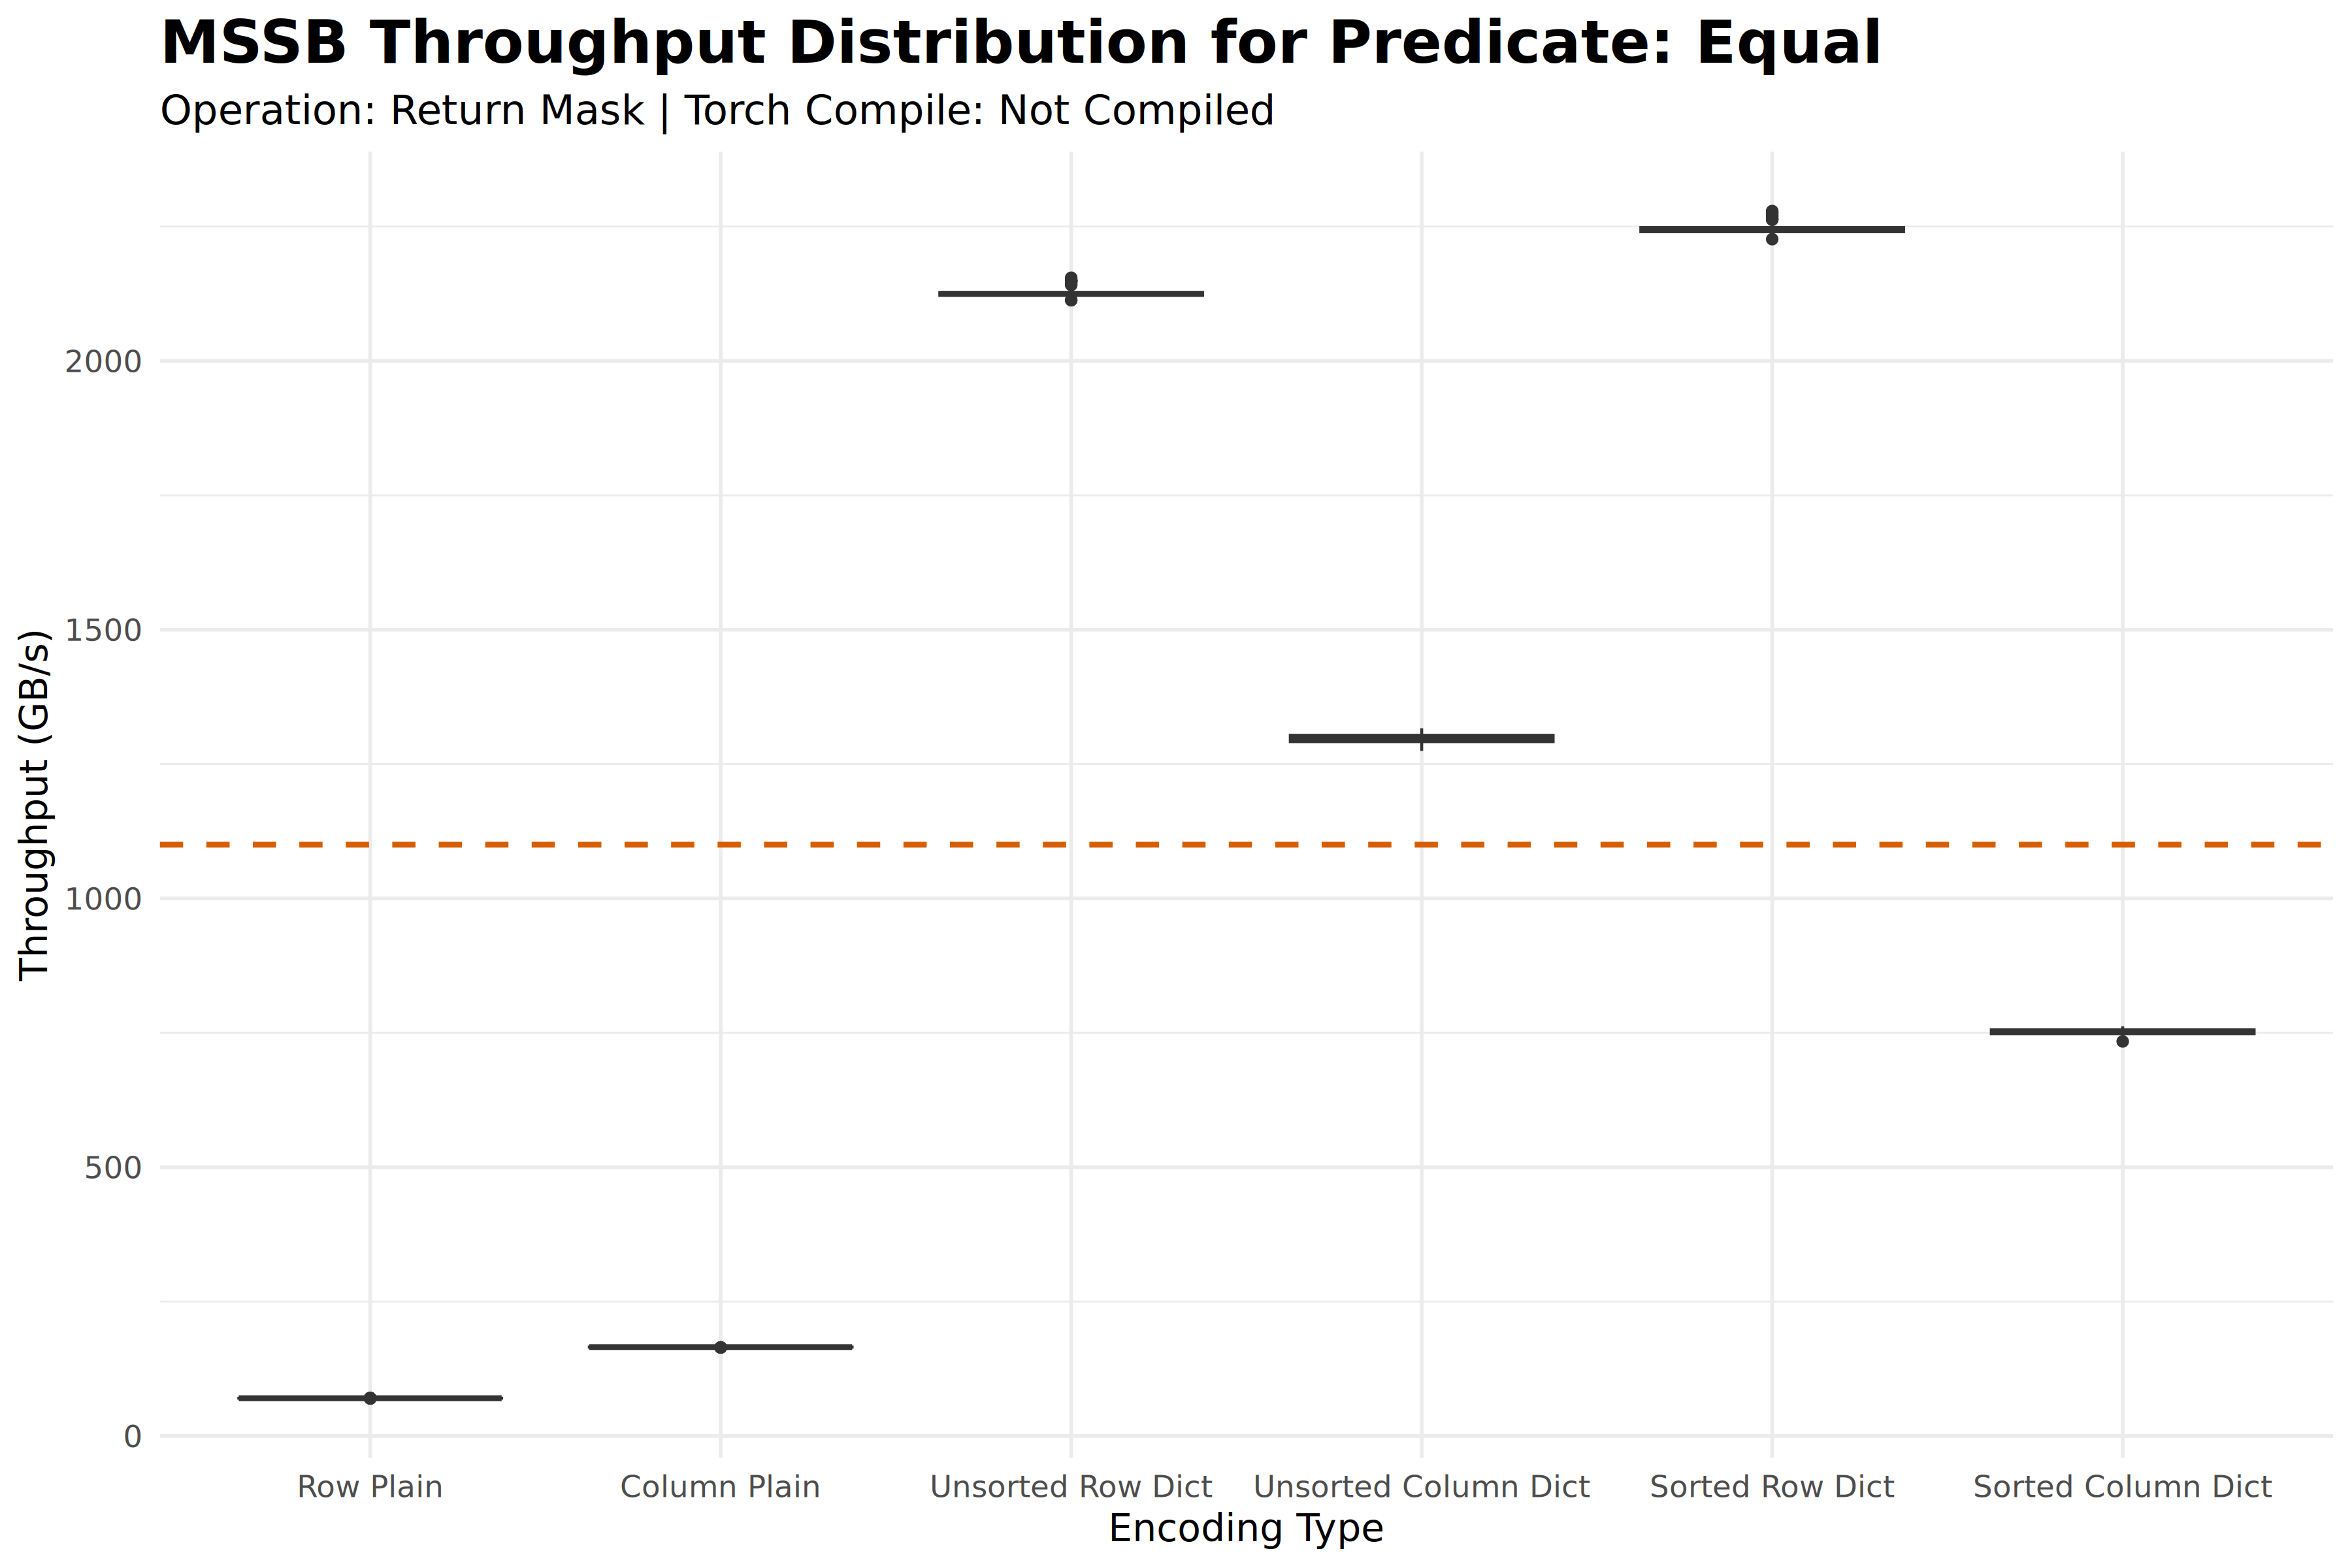 MSSB Throughput Distribution for Predicate: Equal
Operation: Return Mask | Torch Compile: Not Compiled
Throughput (GB/s)
2000
1500
1000
500
0
Row Plain
Column Plain
Unsorted Row Dict
Unsorted Column Dict
Sorted Row Dict
Sorted Column Dict
Encoding Type